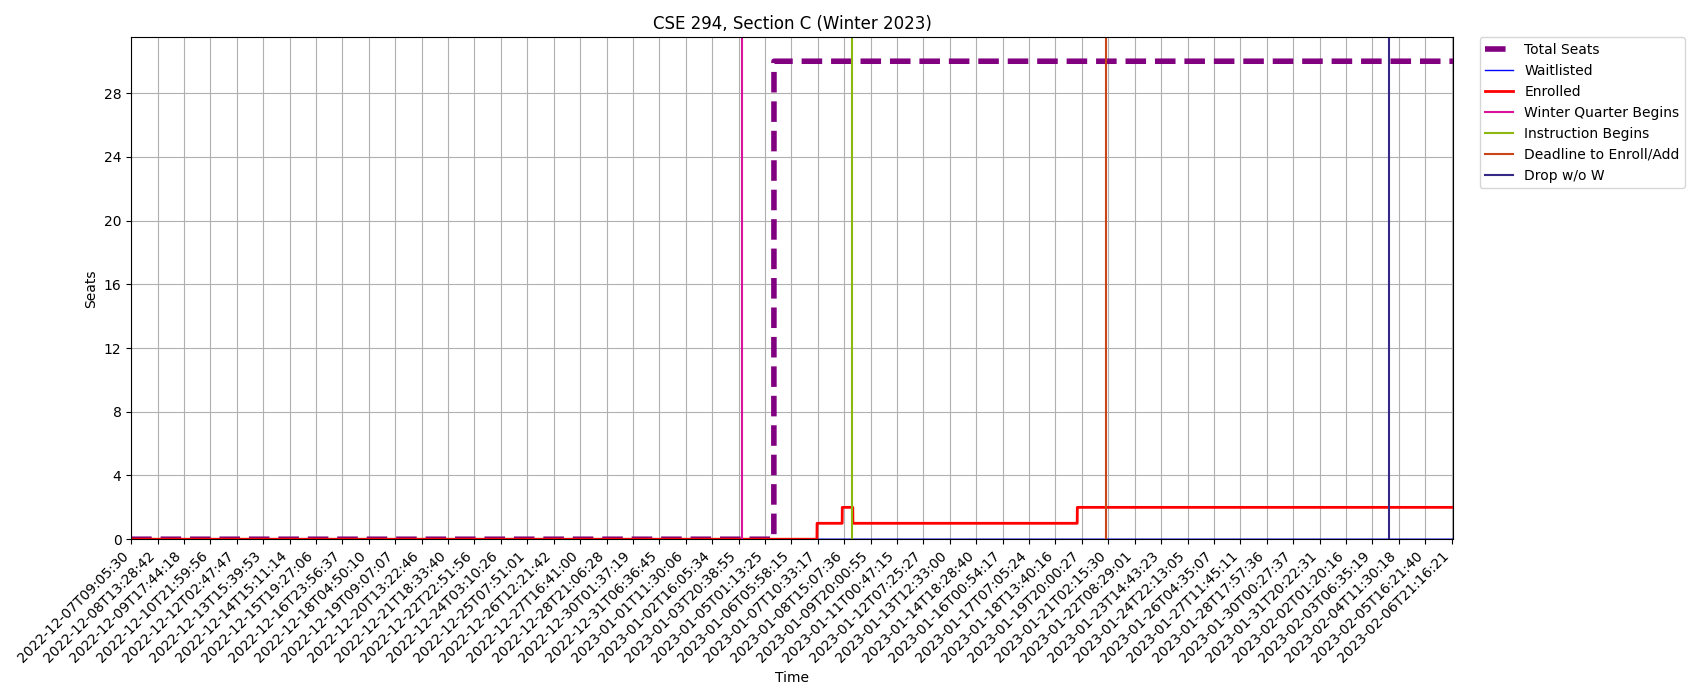 CSE 294, Section C (Winter 2023)
Total Seats
Waitlisted
Enrolled
Winter Quarter Begins
Instruction Begins
Deadline to Enroll/Add
Drop w/o W
Seats
28
24
20
16
12
8
4
0
2022-12-07T09:05:30
2022-12-08T13:28:42
2022-12-09T17:44:18
2022-12-10T21:59:56
2022-12-12T02:47:47
2022-12-13T15:39:53
2022-12-14T15:11:14
2022-12-15T19:27:06
2022-12-16T23:56:37
2022-12-18T04:50:10
2022-12-19T09:07:07
2022-12-20T13:22:46
2022-12-21T18:33:40
2022-12-22T22:51:56
2022-12-24T03:10:26
2022-12-25T07:51:01
2022-12-26T12:21:42
2022-12-27T16:41:00
2022-12-28T21:06:28
2022-12-30T01:37:19
2022-12-31T06:36:45
2023-01-01T11:30:06
2023-01-02T16:05:34
2023-01-03T20:38:55
2023-01-05T01:13:25
2023-01-06T05:58:15
2023-01-07T10:33:17
2023-01-08T15:07:36
2023-01-09T20:00:55
2023-01-11T00:47:15
2023-01-12T07:25:27
2023-01-13T12:33:00
2023-01-14T18:28:40
2023-01-16T00:54:17
2023-01-17T07:05:24
2023-01-18T13:40:16
2023-01-19T20:00:27
2023-01-21T02:15:30
2023-01-22T08:29:01
2023-01-23T14:43:23
2023-01-24T22:13:05
2023-01-26T04:35:07
2023-01-27T11:45:11
2023-01-28T17:57:36
2023-01-30T00:27:37
2023-01-31T20:22:31
2023-02-02T01:20:16
2023-02-03T06:35:19
2023-02-04T11:30:18
2023-02-05T16:21:40
2023-02-06T21:16:21
Time